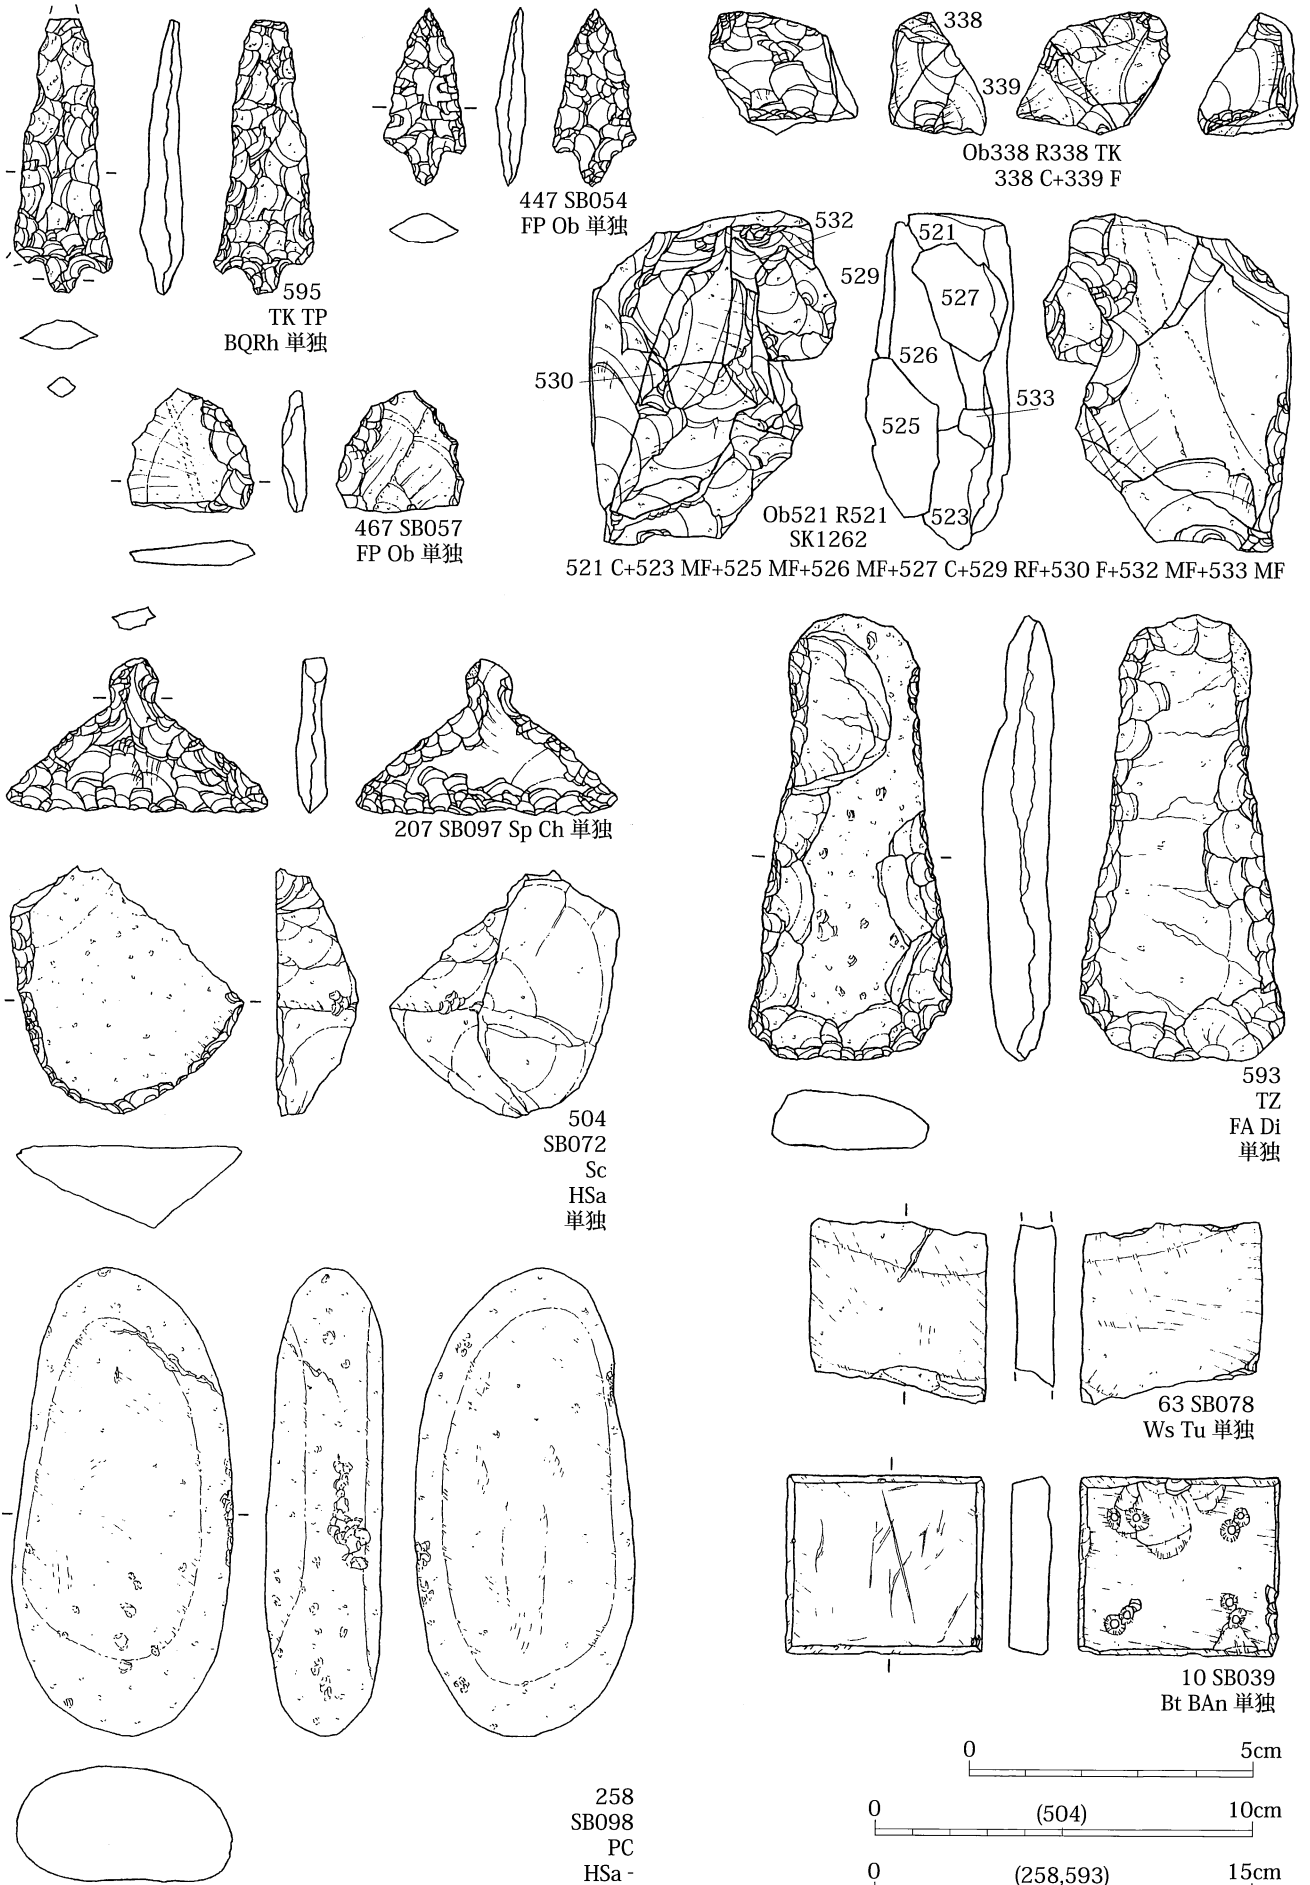 338
339
Ob338 R338 TK
338 C+339 F
447 SB054
FP Ob 単独
595
TK TP
BQRh 単独
532
521
529
527
526
530
533
525
523
Ob521 R521
SK1262
521 C+523 MF+525 MF+526 MF+527 C+529 RF+530 F+532 MF+533 MF
467 SB057
FP Ob 単独
207 SB097 Sp Ch 単独
504
SB072
Sc
HSa
単独
593
TZ
FA Di
単独
63 SB078
Ws Tu 単独
10 SB039
Bt BAn 単独
258
SB098
PC
HSa -
0 5cm
0 (504) 10cm
0 (258,593) 15cm